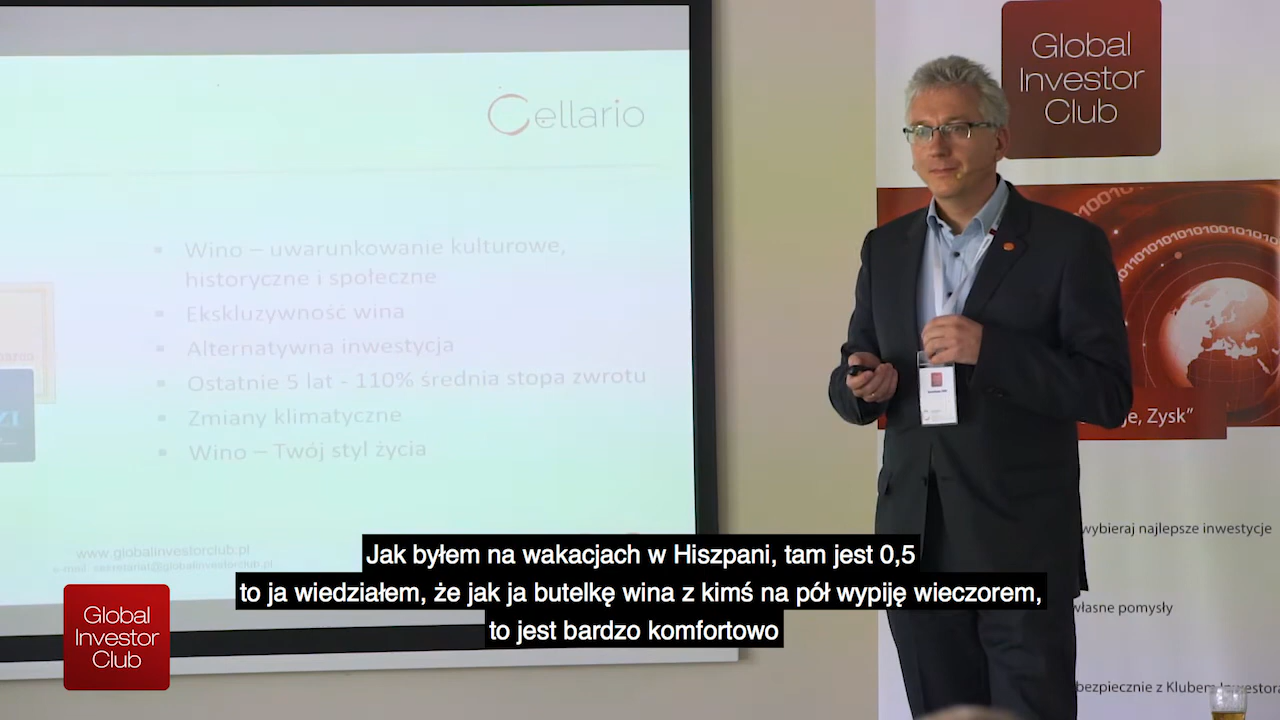 Cellario
Wino – uwarunkowanie kulturowe,
historyczne i społeczne
Ekskluzywność wina
Alternatywna inwestycja
Ostatnie 5 lat - 110% średnia stopa zwrotu
Zmiany klimatyczne
Wino – Twój styl życia
www.globalinvestorclub.pl
e-mail: sekretariat@globalinvestorclub.pl
Global
Investor
Club
je, Zysk”
wybieraj najlepsze inwestycje
własne pomysły
bezpiecznie z Klubem Inwestora
Jak byłem na wakacjach w Hiszpani, tam jest 0,5
to ja wiedziałem, że jak ja butelkę wina z kimś na pół wypiję wieczorem,
to jest bardzo komfortowo
Global
Investor
Club